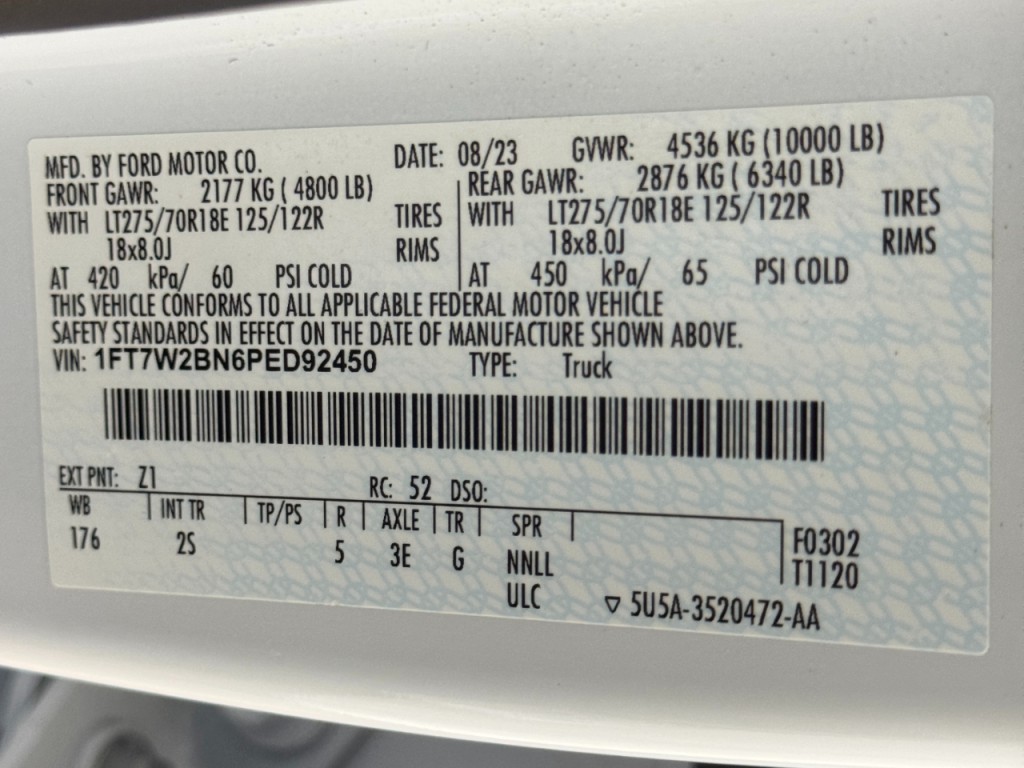 MFD. BY FORD MOTOR CO. DATE: 08/23 GVWR: 4536 KG (10000 LB)
FRONT GAWR: 2177 KG ( 4800 LB) REAR GAWR: 2876 KG ( 6340 LB)
WITH LT275/70R18E 125/122R TIRES WITH LT275/70R18E 125/122R TIRES
18x8.0J RIMS 18x8.0J RIMS
AT 420 kPa/ 60 PSI COLD AT 450 kPa/ 65 PSI COLD
THIS VEHICLE CONFORMS TO ALL APPLICABLE FEDERAL MOTOR VEHICLE
SAFETY STANDARDS IN EFFECT ON THE DATE OF MANUFACTURE SHOWN ABOVE.
VIN: 1FT7W2BN6PED92450 TYPE: Truck
EXT PNT: Z1 RC: 52 DSO:
WB INT TR TP/PS R AXLE TR SPR
176 2S 5 3E G NNLL F0302
ULC T1120
▽ 5U5A-3520472-AA